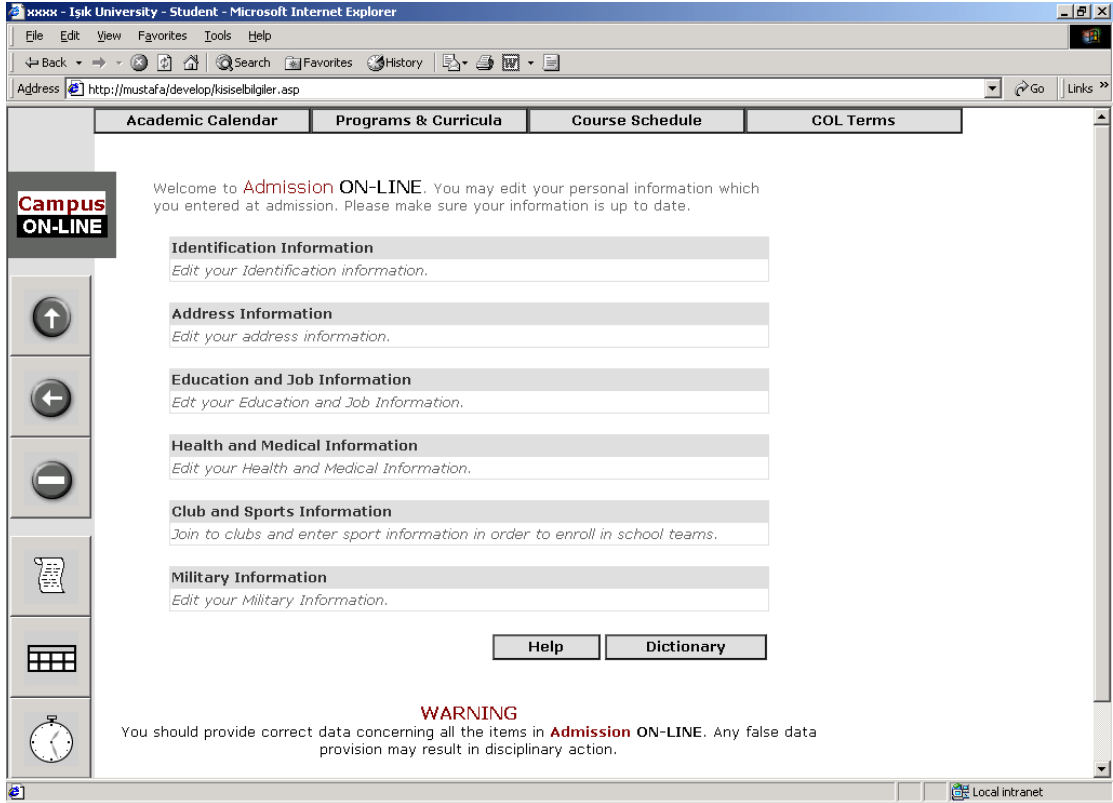 xxxx - Işık University - Student - Microsoft Internet Explorer
File Edit View Favorites Tools Help
Back Search Favorites History
Address http://mustafa/develop/kisiselbilgiler.asp Go Links »
Academic Calendar Programs & Curricula Course Schedule COL Terms
Campus
ON-LINE
Welcome to Admission ON-LINE. You may edit your personal information which
you entered at admission. Please make sure your information is up to date.
Identification Information
Edit your Identification information.
Address Information
Edit your address information.
Education and Job Information
Edt your Education and Job Information.
Health and Medical Information
Edit your Health and Medical Information.
Club and Sports Information
Join to clubs and enter sport information in order to enroll in school teams.
Military Information
Edit your Military Information.
Help Dictionary
WARNING
You should provide correct data concerning all the items in Admission ON-LINE. Any false data
provision may result in disciplinary action.
Local intranet